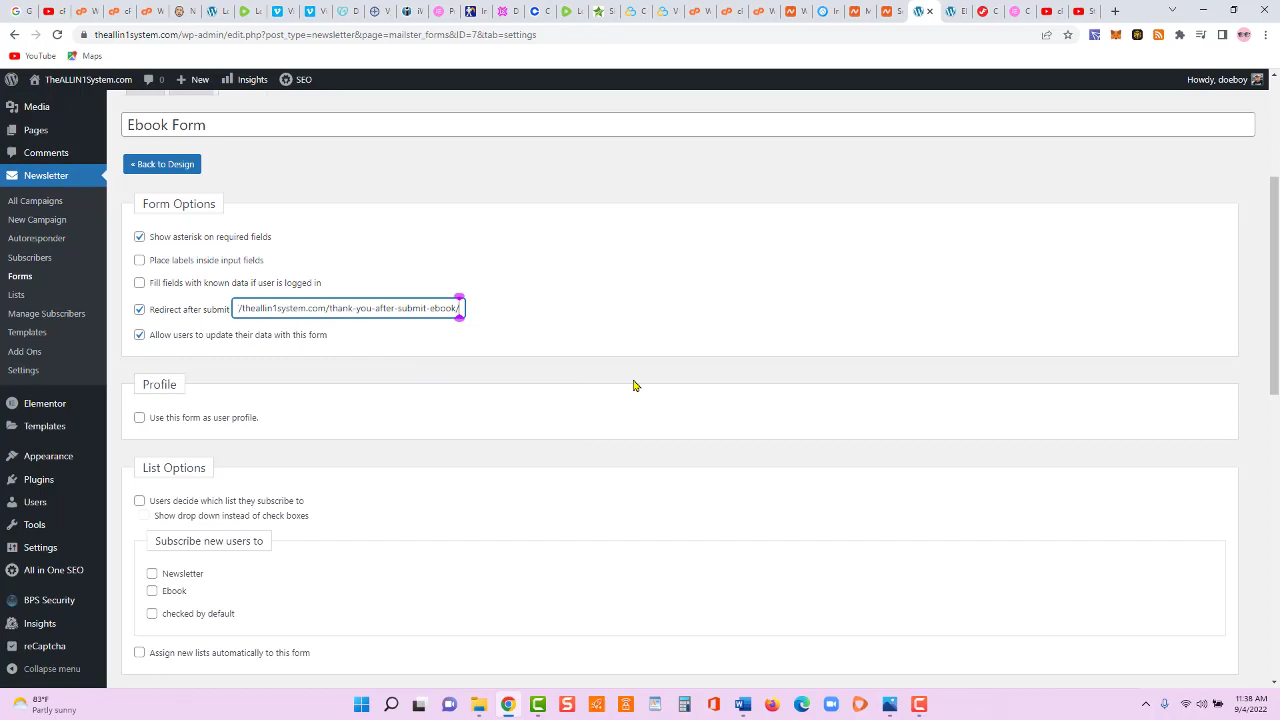 theallin1system.com/wp-admin/edit.php?post_type=newsletter&page=mailster_forms&ID=7&tab=settings
YouTube
Maps
TheALLIN1System.com
0
New
Insights
SEO
Howdy, doeboy
Media
Pages
Comments
Newsletter
All Campaigns
New Campaign
Autoresponder
Subscribers
Forms
Lists
Manage Subscribers
Templates
Add Ons
Settings
Elementor
Templates
Appearance
Plugins
Users
Tools
Settings
All in One SEO
BPS Security
Insights
reCaptcha
Collapse menu
Ebook Form
« Back to Design
Form Options
Show asterisk on required fields
Place labels inside input fields
Fill fields with known data if user is logged in
Redirect after submit /theallin1system.com/thank-you-after-submit-ebook/
Allow users to update their data with this form
Profile
Use this form as user profile.
List Options
Users decide which list they subscribe to
Show drop down instead of check boxes
Subscribe new users to
Newsletter
Ebook
checked by default
Assign new lists automatically to this form
83°F
Partly sunny
11:38 AM
9/4/2022